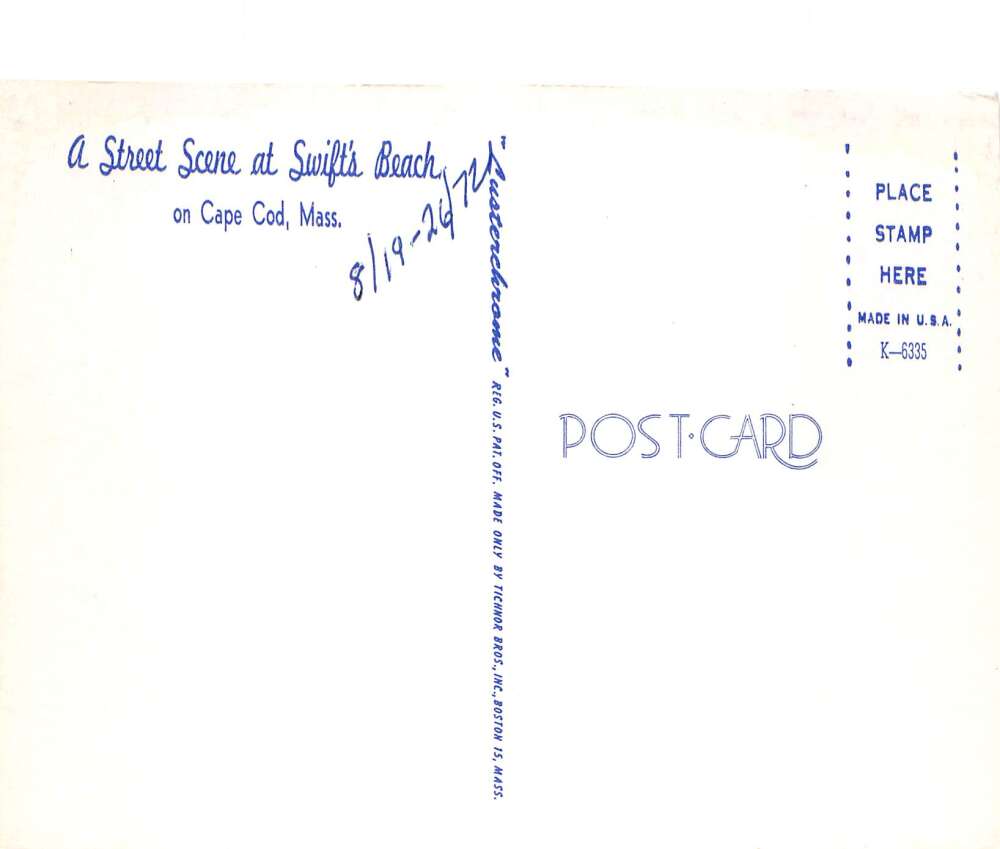 A Street Scene at Swift's Beach,
on Cape Cod, Mass.
8/19-26/72
"Lusterchrome" REG. U.S. PAT. OFF. MADE ONLY BY TICHNOR BROS., INC., BOSTON 15, MASS.
PLACE
STAMP
HERE
MADE IN U.S.A.
K—6335
POST·CARD